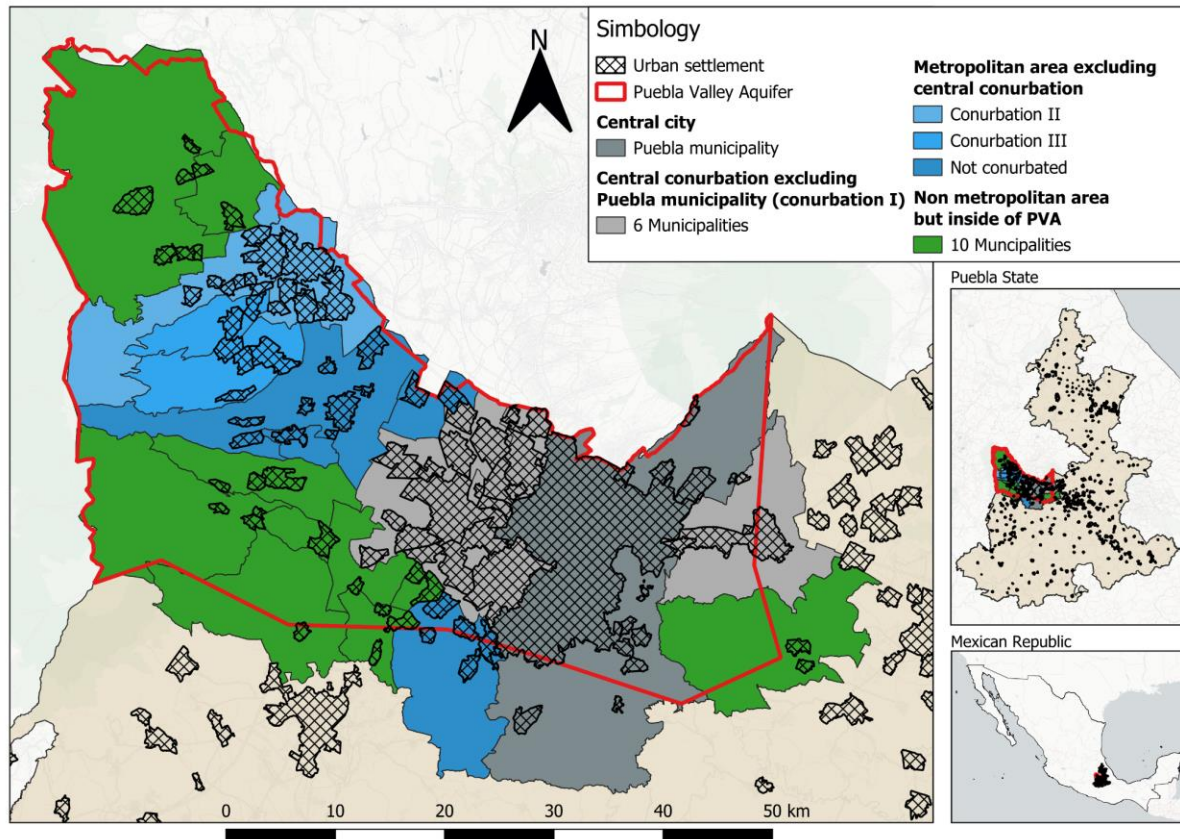 N
Simbology
Urban settlement
Puebla Valley Aquifer
Central city
Puebla municipality
Central conurbation excluding
Puebla municipality (conurbation I)
6 Municipalities
Metropolitan area excluding
central conurbation
Conurbation II
Conurbation III
Not conurbated
Non metropolitan area
but inside of PVA
10 Muncipalities
Puebla State
Mexican Republic
0 10 20 30 40 50 km